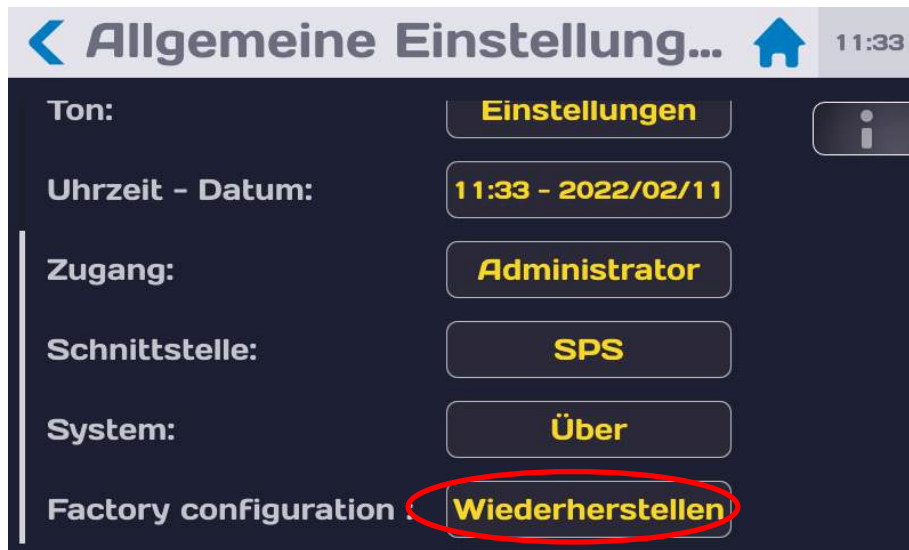 Allgemeine Einstellung... 11:33
Ton: Einstellungen
Uhrzeit - Datum: 11:33 - 2022/02/11
Zugang: Administrator
Schnittstelle: SPS
System: Über
Factory configuration : Wiederherstellen